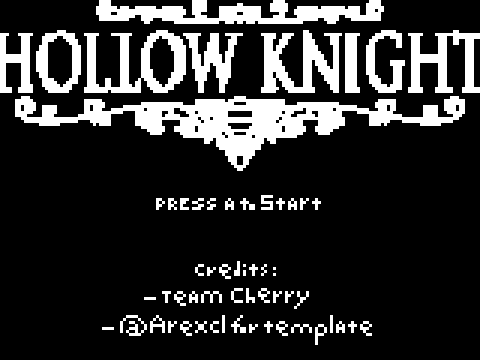 HOLLOW KNIGHT
PRESS A to Start
Credits:
- Team Cherry
- @Arexcl for template